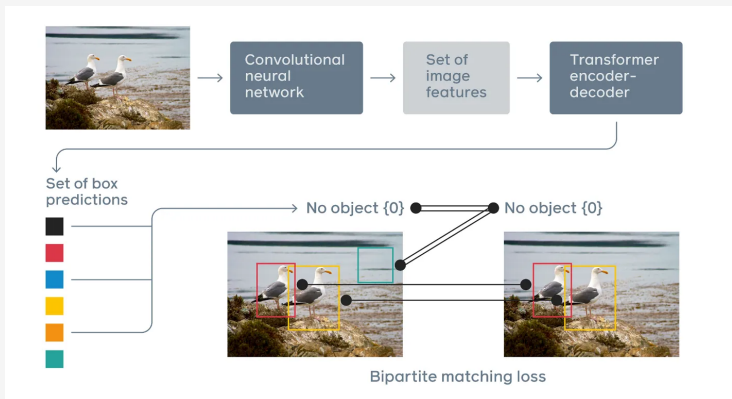 Convolutional
neural
network
Set of
image
features
Transformer
encoder-
decoder
Set of box
predictions
No object {0}
No object {0}
Bipartite matching loss